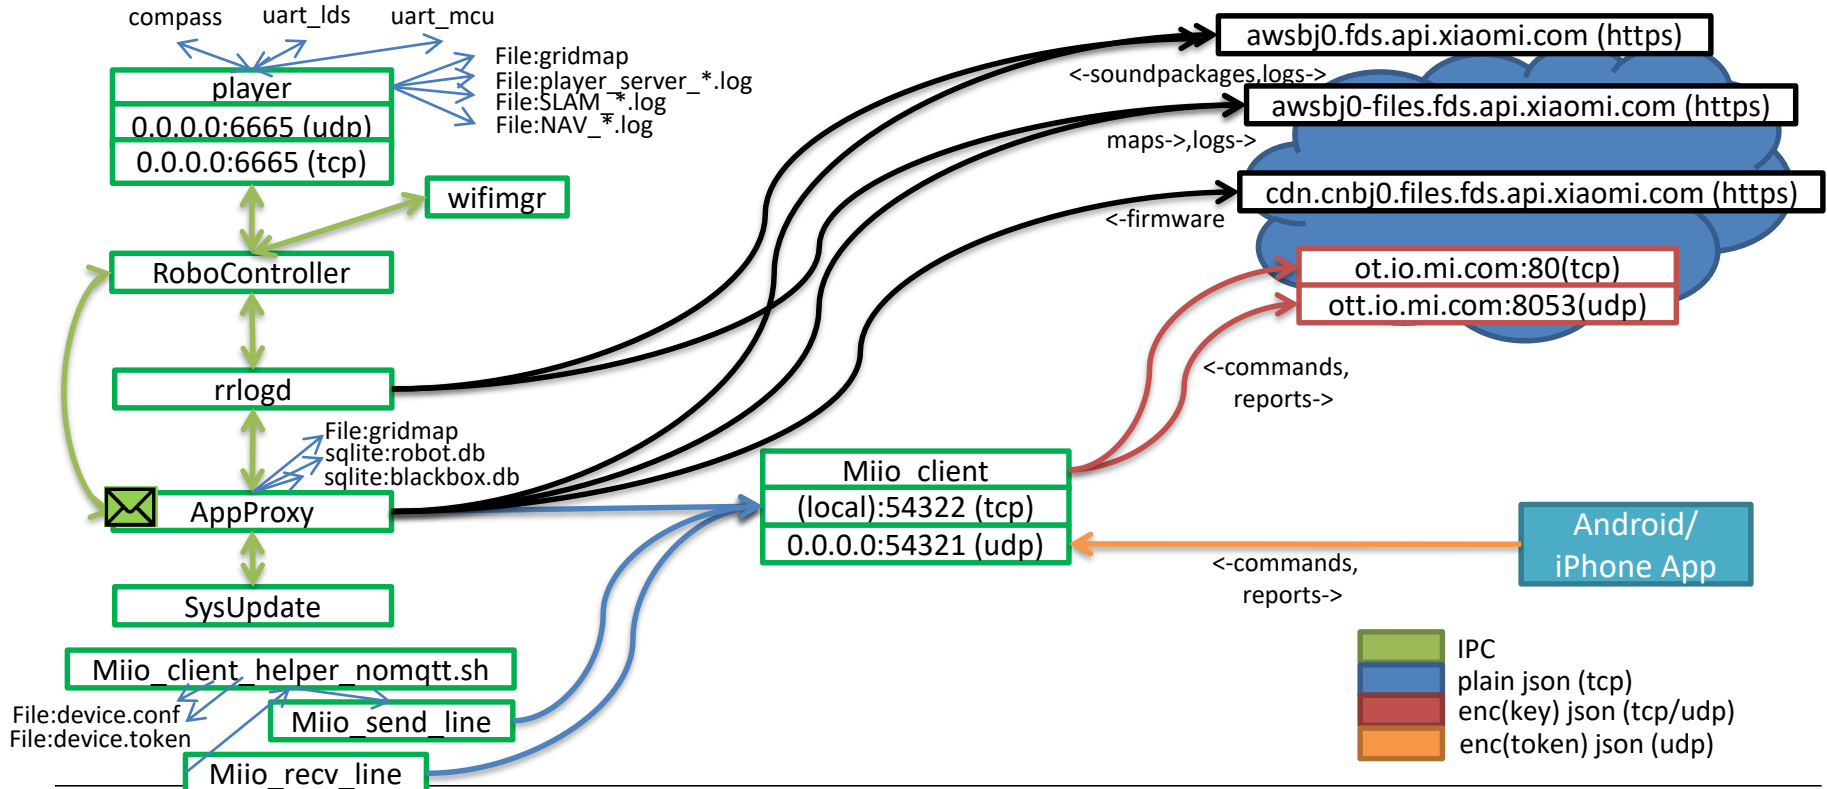 compass
uart_lds
uart_mcu
File:gridmap
File:player_server_*.log
File:SLAM_*.log
File:NAV_*.log
player
0.0.0.0:6665 (udp)
0.0.0.0:6665 (tcp)
wifimgr
RoboController
rrlogd
File:gridmap
sqlite:robot.db
sqlite:blackbox.db
AppProxy
SysUpdate
Miio_client_helper_nomqtt.sh
File:device.conf
File:device.token
Miio_send_line
Miio_recv_line
awsbj0.fds.api.xiaomi.com (https)
<-soundpackages,logs->
awsbj0-files.fds.api.xiaomi.com (https)
maps->,logs->
cdn.cnbj0.files.fds.api.xiaomi.com (https)
<-firmware
ot.io.mi.com:80(tcp)
ott.io.mi.com:8053(udp)
<-commands,
reports->
Miio_client
(local):54322 (tcp)
0.0.0.0:54321 (udp)
<-commands,
reports->
Android/
iPhone App
IPC
plain json (tcp)
enc(key) json (tcp/udp)
enc(token) json (udp)